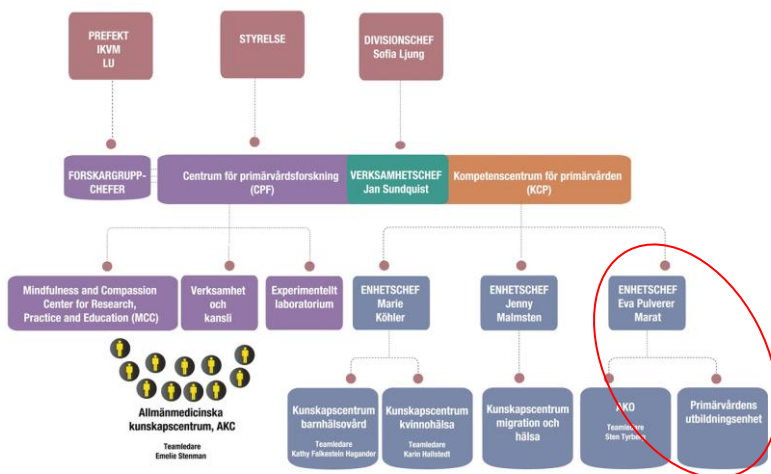 PREFEKT
IKVM
LU
STYRELSE
DIVISIONSCHEF
Sofia Ljung
FORSKARGRUPP-
CHEFER
Centrum för primärvårdsforskning
(CPF)
VERKSAMHETSCHEF
Jan Sundquist
Kompetenscentrum för primärvården
(KCP)
Mindfulness and Compassion
Center for Research,
Practice and Education (MCC)
Verksamhet
och
kansli
Experimentellt
laboratorium
ENHETSCHEF
Marie
Köhler
ENHETSCHEF
Jenny
Malmsten
ENHETSCHEF
Eva Pulverer
Marat
Allmänmedicinska
kunskapscentrum, AKC
Teamledare
Emelie Stenman
Kunskapscentrum
barnhälsovård
Teamledare
Kathy Falkestein Hagander
Kunskapscentrum
kvinnohälsa
Teamledare
Karin Hallstedt
Kunskapscentrum
migration och
hälsa
AKO
Teamledare
Sten Tyrberg
Primärvårdens
utbildningsenhet